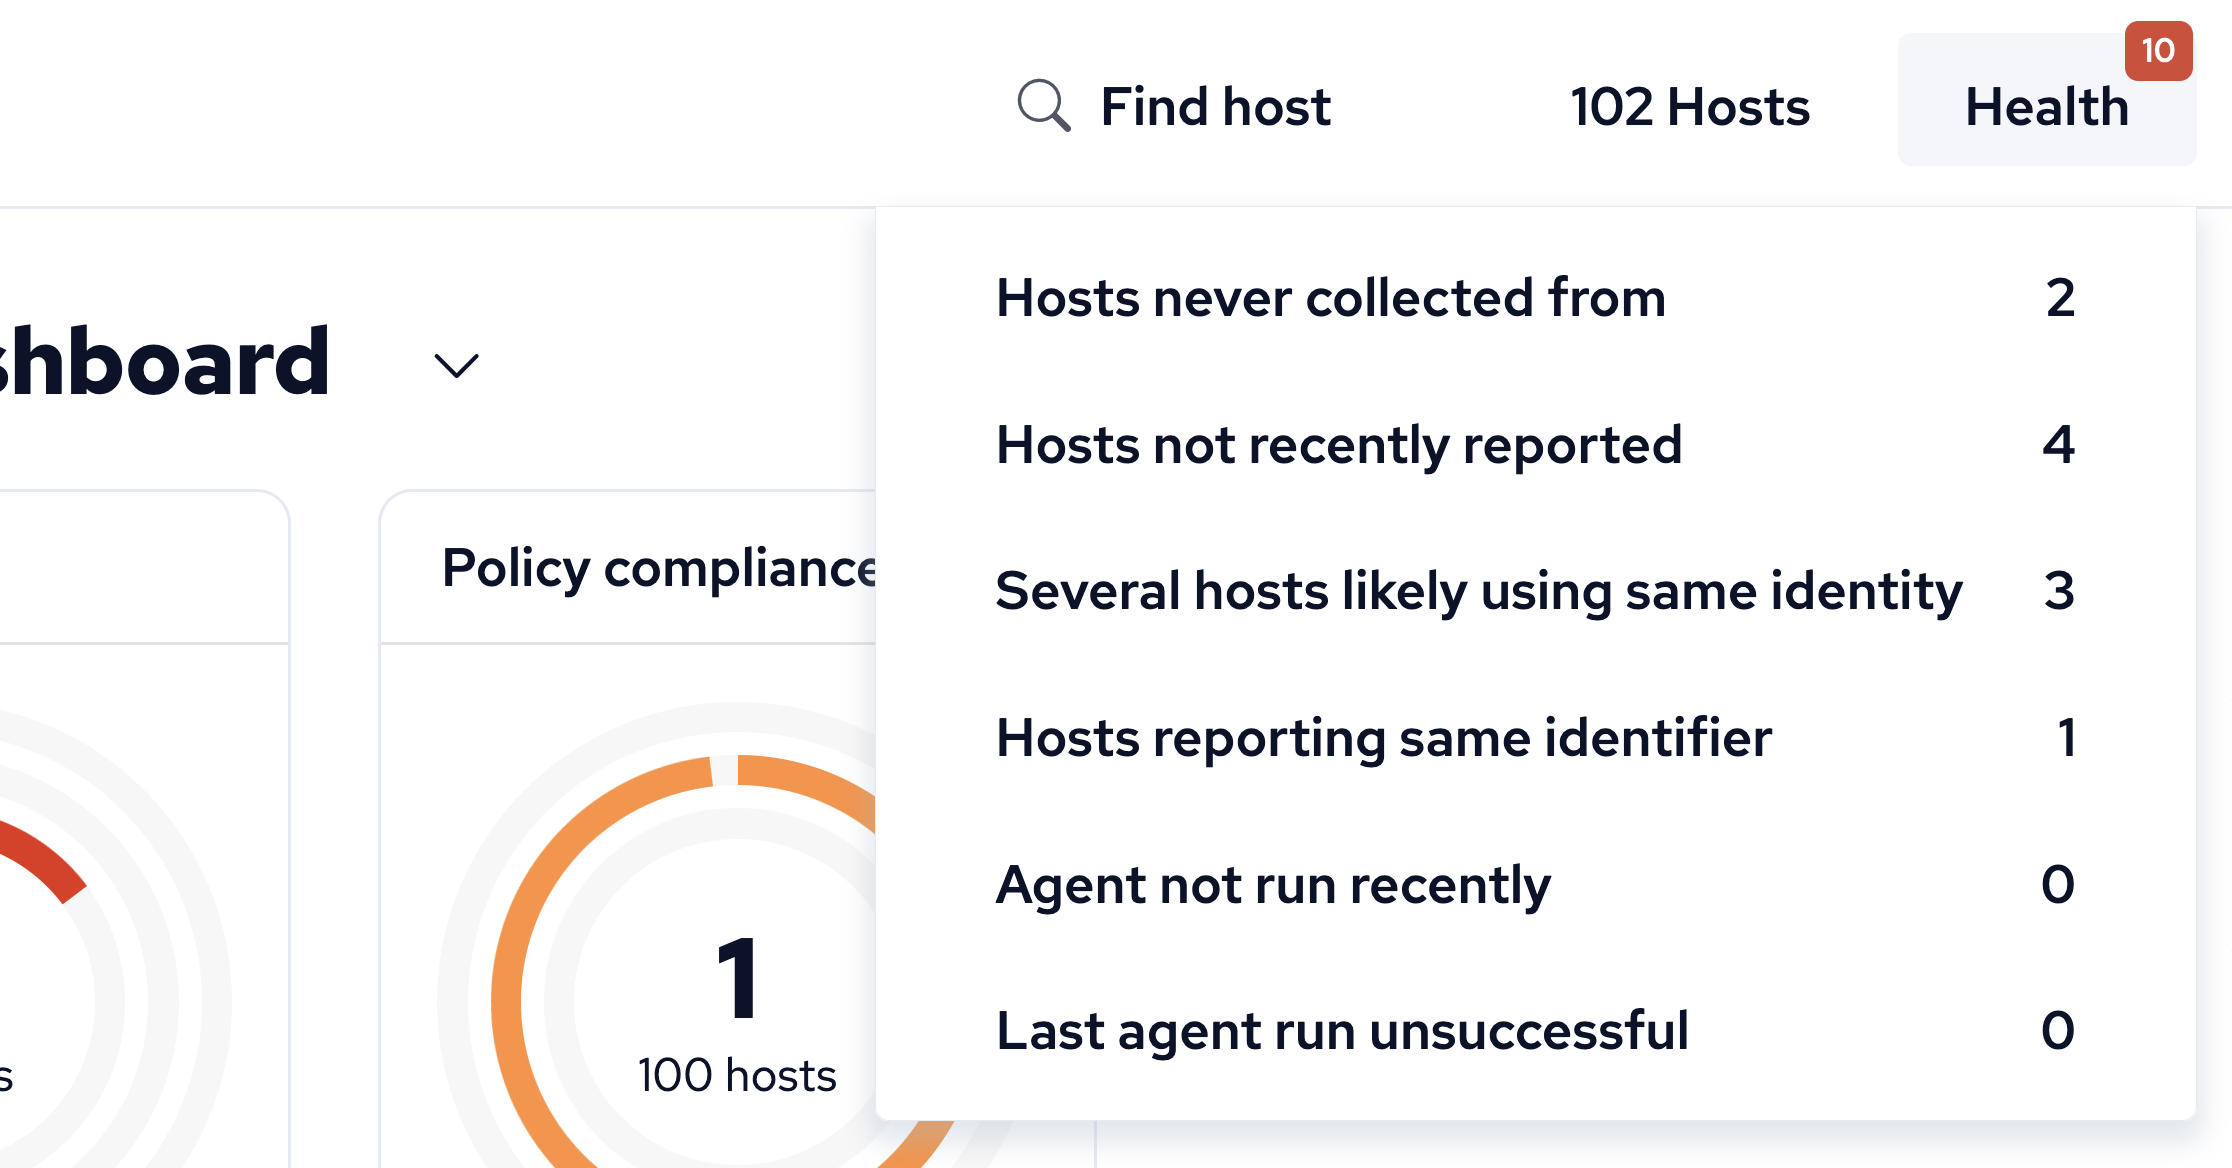 10
Find host
102 Hosts
Health
Hosts never collected from 2
shboard
Hosts not recently reported 4
Policy compliance
Several hosts likely using same identity 3
Hosts reporting same identifier 1
Agent not run recently 0
1
Last agent run unsuccessful 0
s
100 hosts